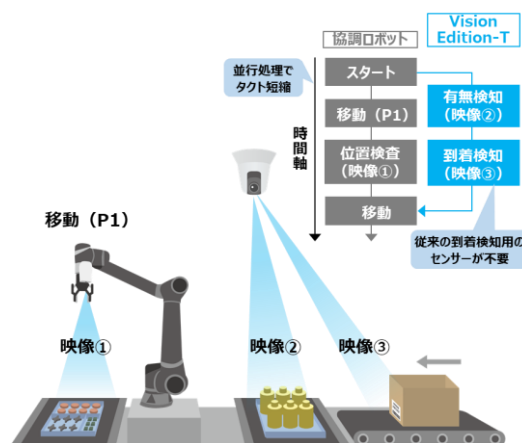 Vision
Edition-T
協調ロボット
並行処理で
タクト短縮
スタート
有無検知
(映像②)
移動（P1）
時間軸
位置検査
(映像①)
到着検知
(映像③)
移動
従来の到着検知用の
センサーが不要
移動（P1）
映像①
映像②
映像③